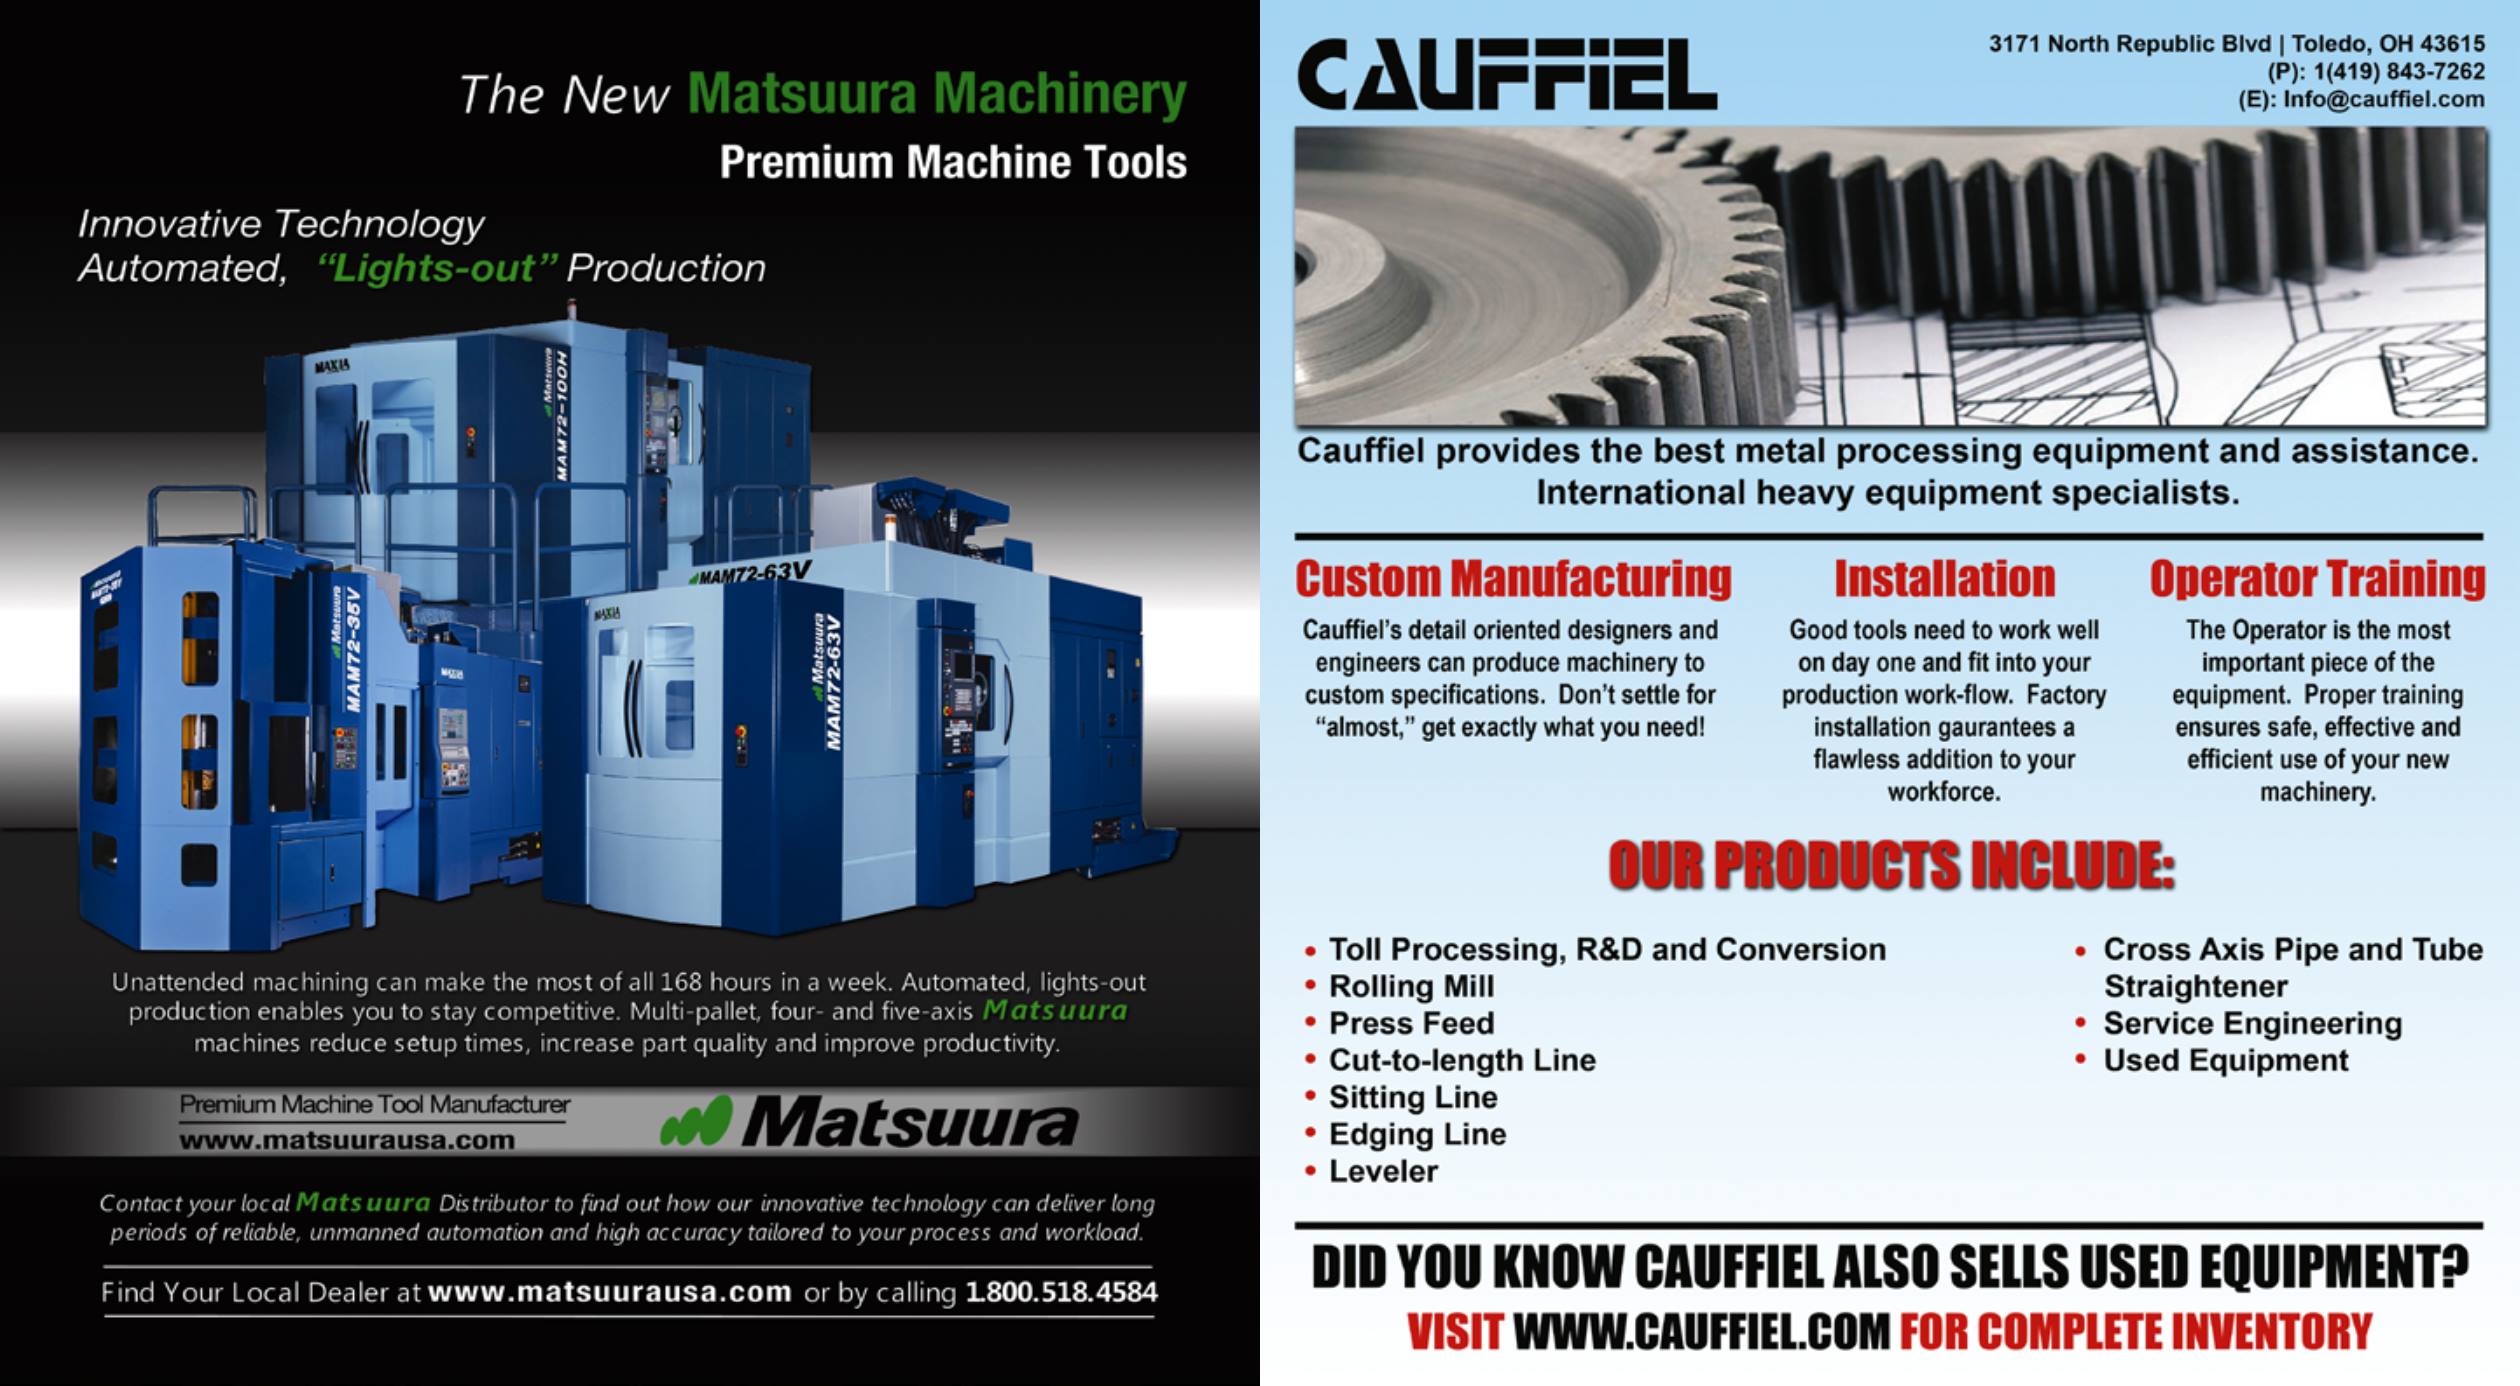 The New Matsuura Machinery
Premium Machine Tools
Innovative Technology
Automated, “Lights-out” Production
MAXIA
Matsuura
MAM72-100H
MAM72-63V
Matsuura
MAM72-35V
MAXIA
MAXIA
Matsuura
MAM72-63V
Unattended machining can make the most of all 168 hours in a week. Automated, lights-out
production enables you to stay competitive. Multi-pallet, four- and five-axis Matsuura
machines reduce setup times, increase part quality and improve productivity.
Premium Machine Tool Manufacturer
www.matsuurausa.com
Matsuura
Contact your local Matsuura Distributor to find out how our innovative technology can deliver long
periods of reliable, unmanned automation and high accuracy tailored to your process and workload.
Find Your Local Dealer at www.matsuurausa.com or by calling 1.800.518.4584
CAUFFiEL
3171 North Republic Blvd | Toledo, OH 43615
(P): 1(419) 843-7262
(E): Info@cauffiel.com
Cauffiel provides the best metal processing equipment and assistance.
International heavy equipment specialists.
Custom Manufacturing
Cauffiel’s detail oriented designers and
engineers can produce machinery to
custom specifications. Don’t settle for
“almost,” get exactly what you need!
Installation
Good tools need to work well
on day one and fit into your
production work-flow. Factory
installation gaurantees a
flawless addition to your
workforce.
Operator Training
The Operator is the most
important piece of the
equipment. Proper training
ensures safe, effective and
efficient use of your new
machinery.
OUR PRODUCTS INCLUDE:
• Toll Processing, R&D and Conversion
• Rolling Mill
• Press Feed
• Cut-to-length Line
• Sitting Line
• Edging Line
• Leveler
• Cross Axis Pipe and Tube
Straightener
• Service Engineering
• Used Equipment
DID YOU KNOW CAUFFIEL ALSO SELLS USED EQUIPMENT?
VISIT WWW.CAUFFIEL.COM FOR COMPLETE INVENTORY